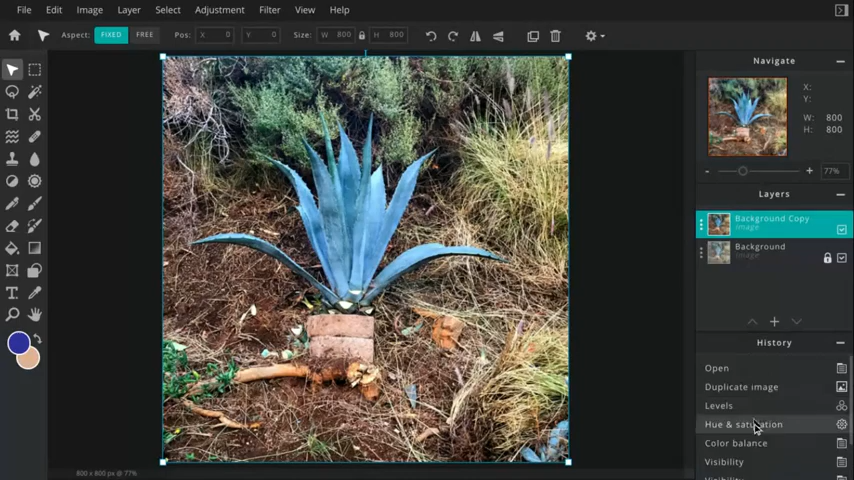 File Edit Image Layer Select Adjustment Filter View Help
Aspect: FIXED FREE Pos: X 0 Y 0 Size: W 800 H 800
Navigate
X:
Y:
W: 800
H: 800
- + 77%
Layers
Background Copy
Image
Background
Image
+
History
Open
Duplicate image
Levels
Hue & saturation
Color balance
Visibility
800 x 800 px @ 77%